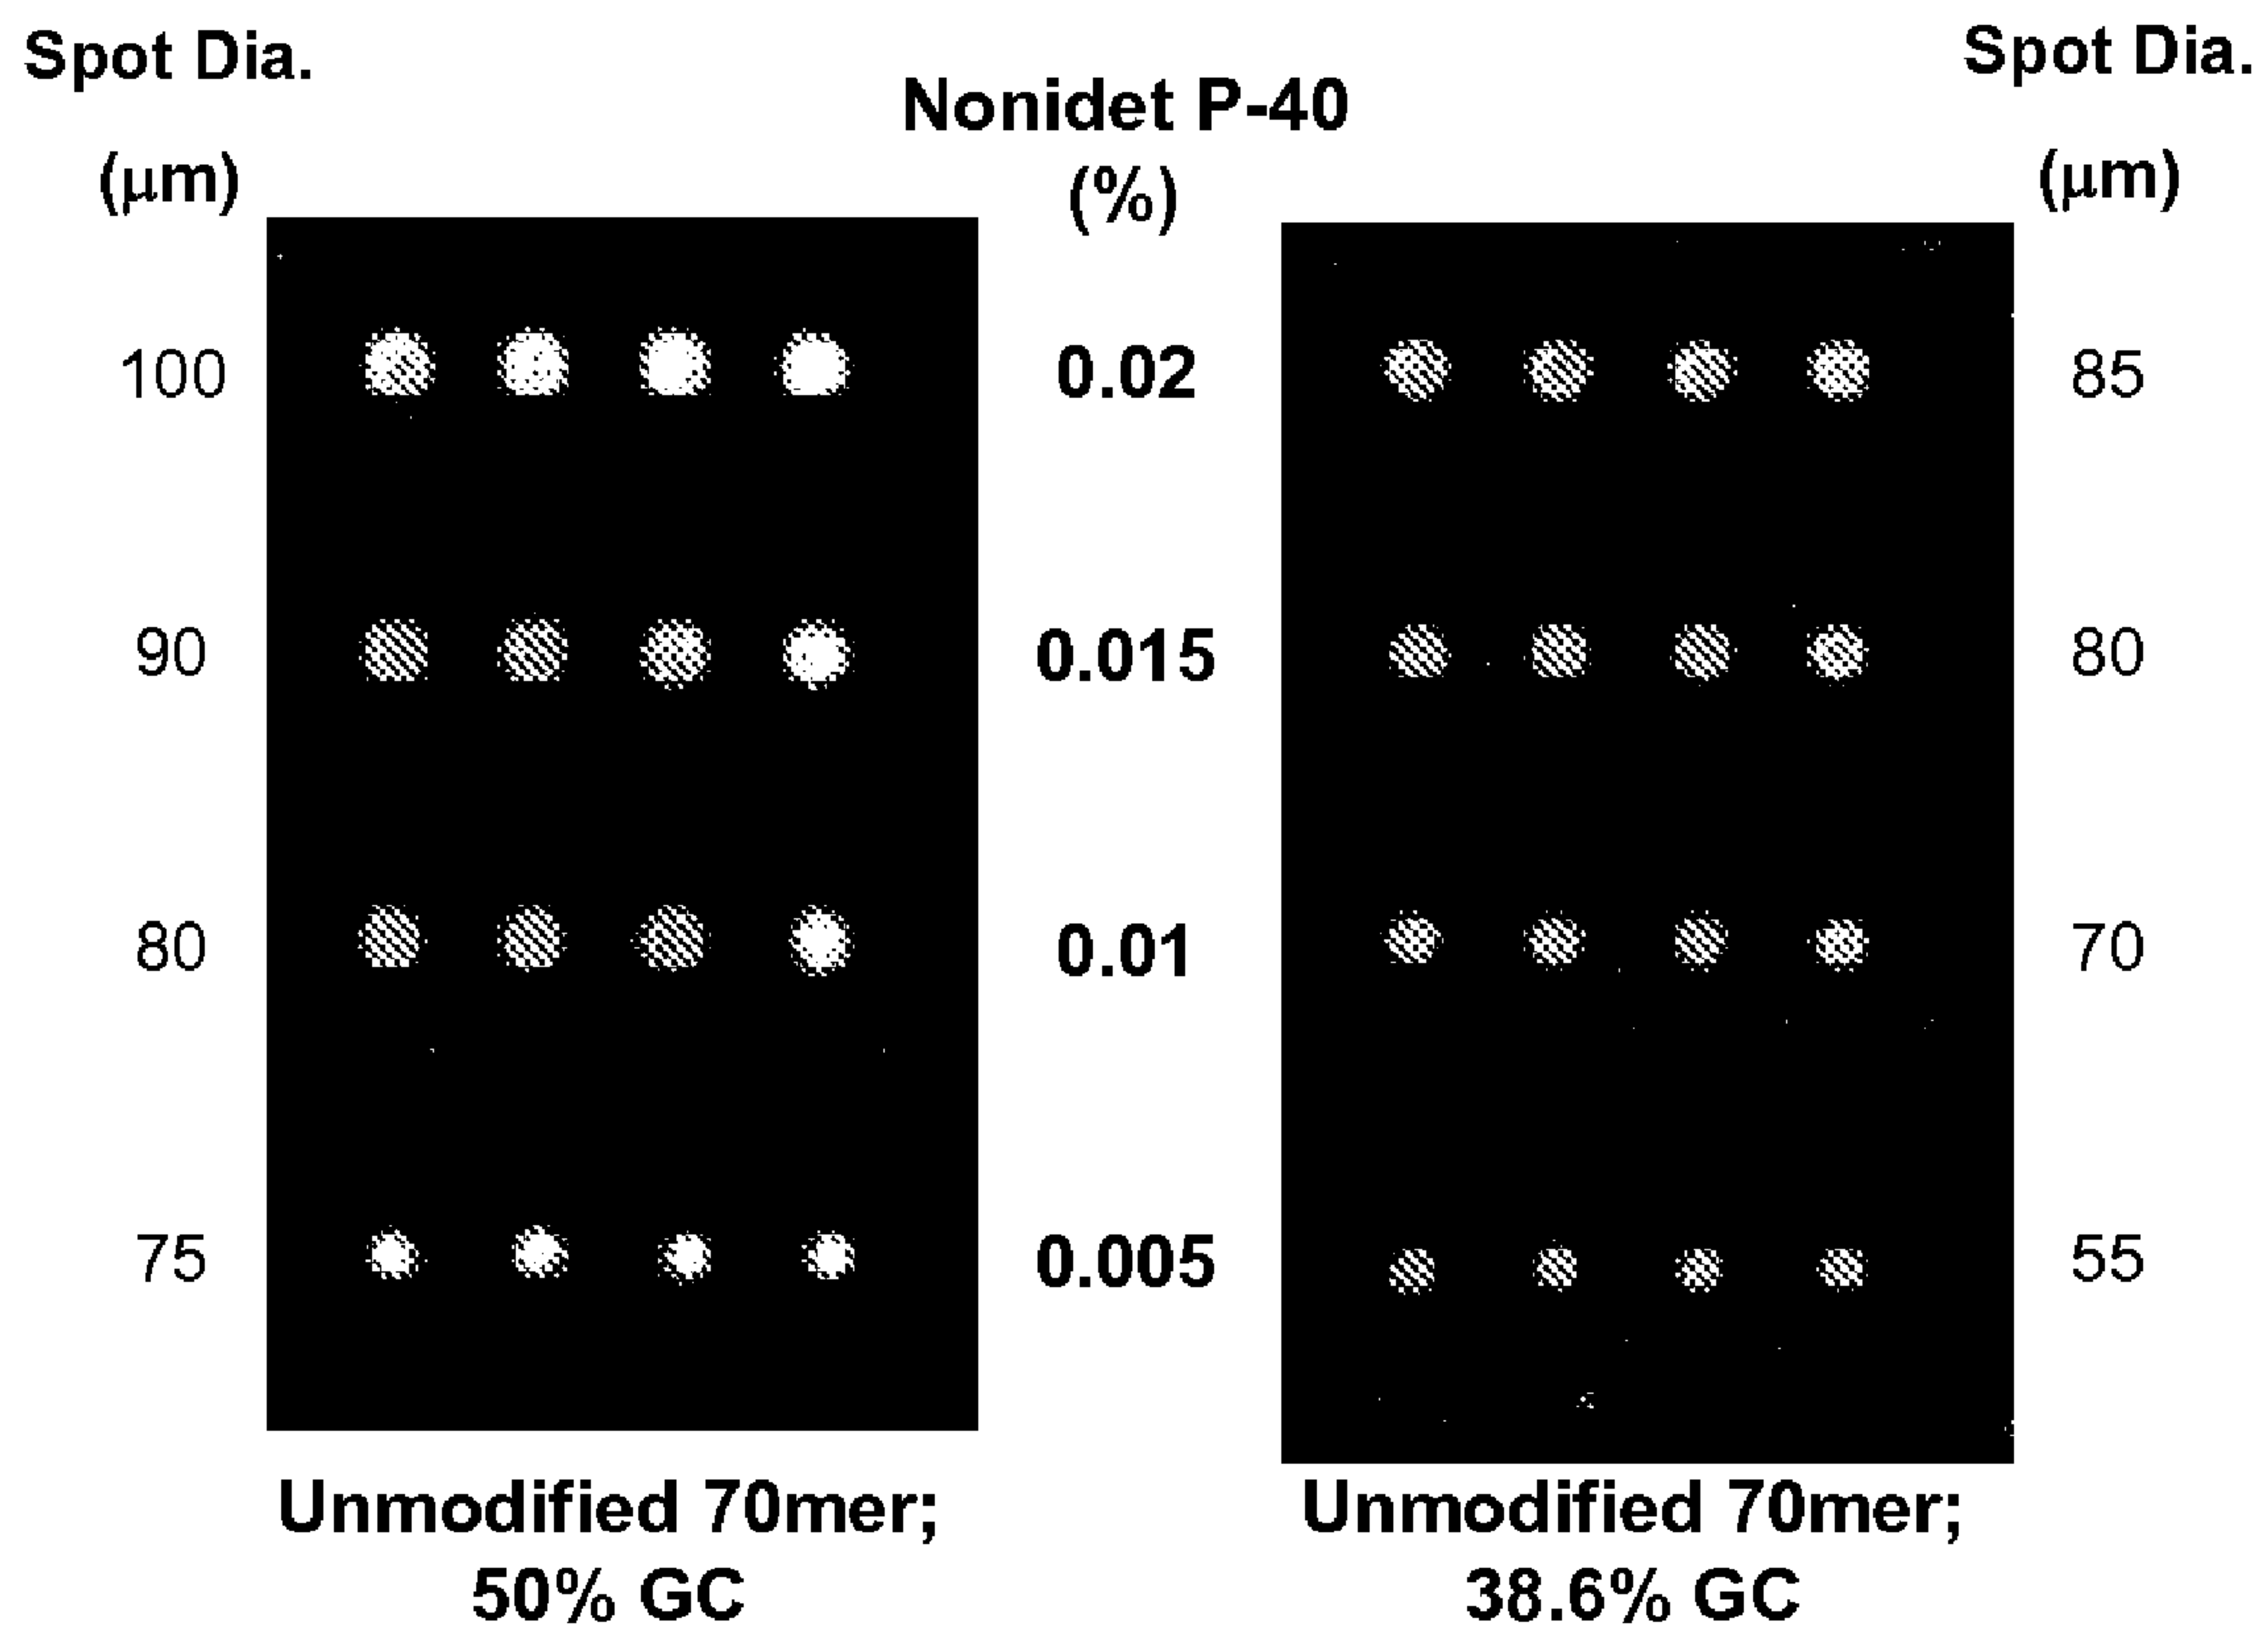 Spot Dia.
(µm)
Nonidet P-40
(%)
Spot Dia.
(µm)
100
0.02
85
90
0.015
80
80
0.01
70
75
0.005
55
Unmodified 70mer;
50% GC
Unmodified 70mer;
38.6% GC